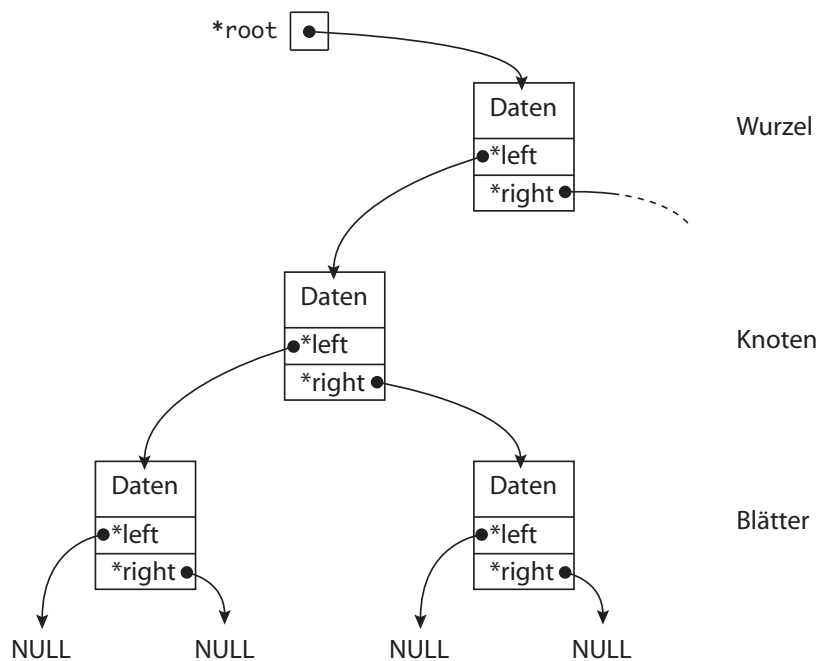 *root
Daten
Wurzel
*left
*right
Daten
*left
Knoten
*right
Daten
Daten
*left
*left
Blätter
*right
*right
NULL
NULL
NULL
NULL